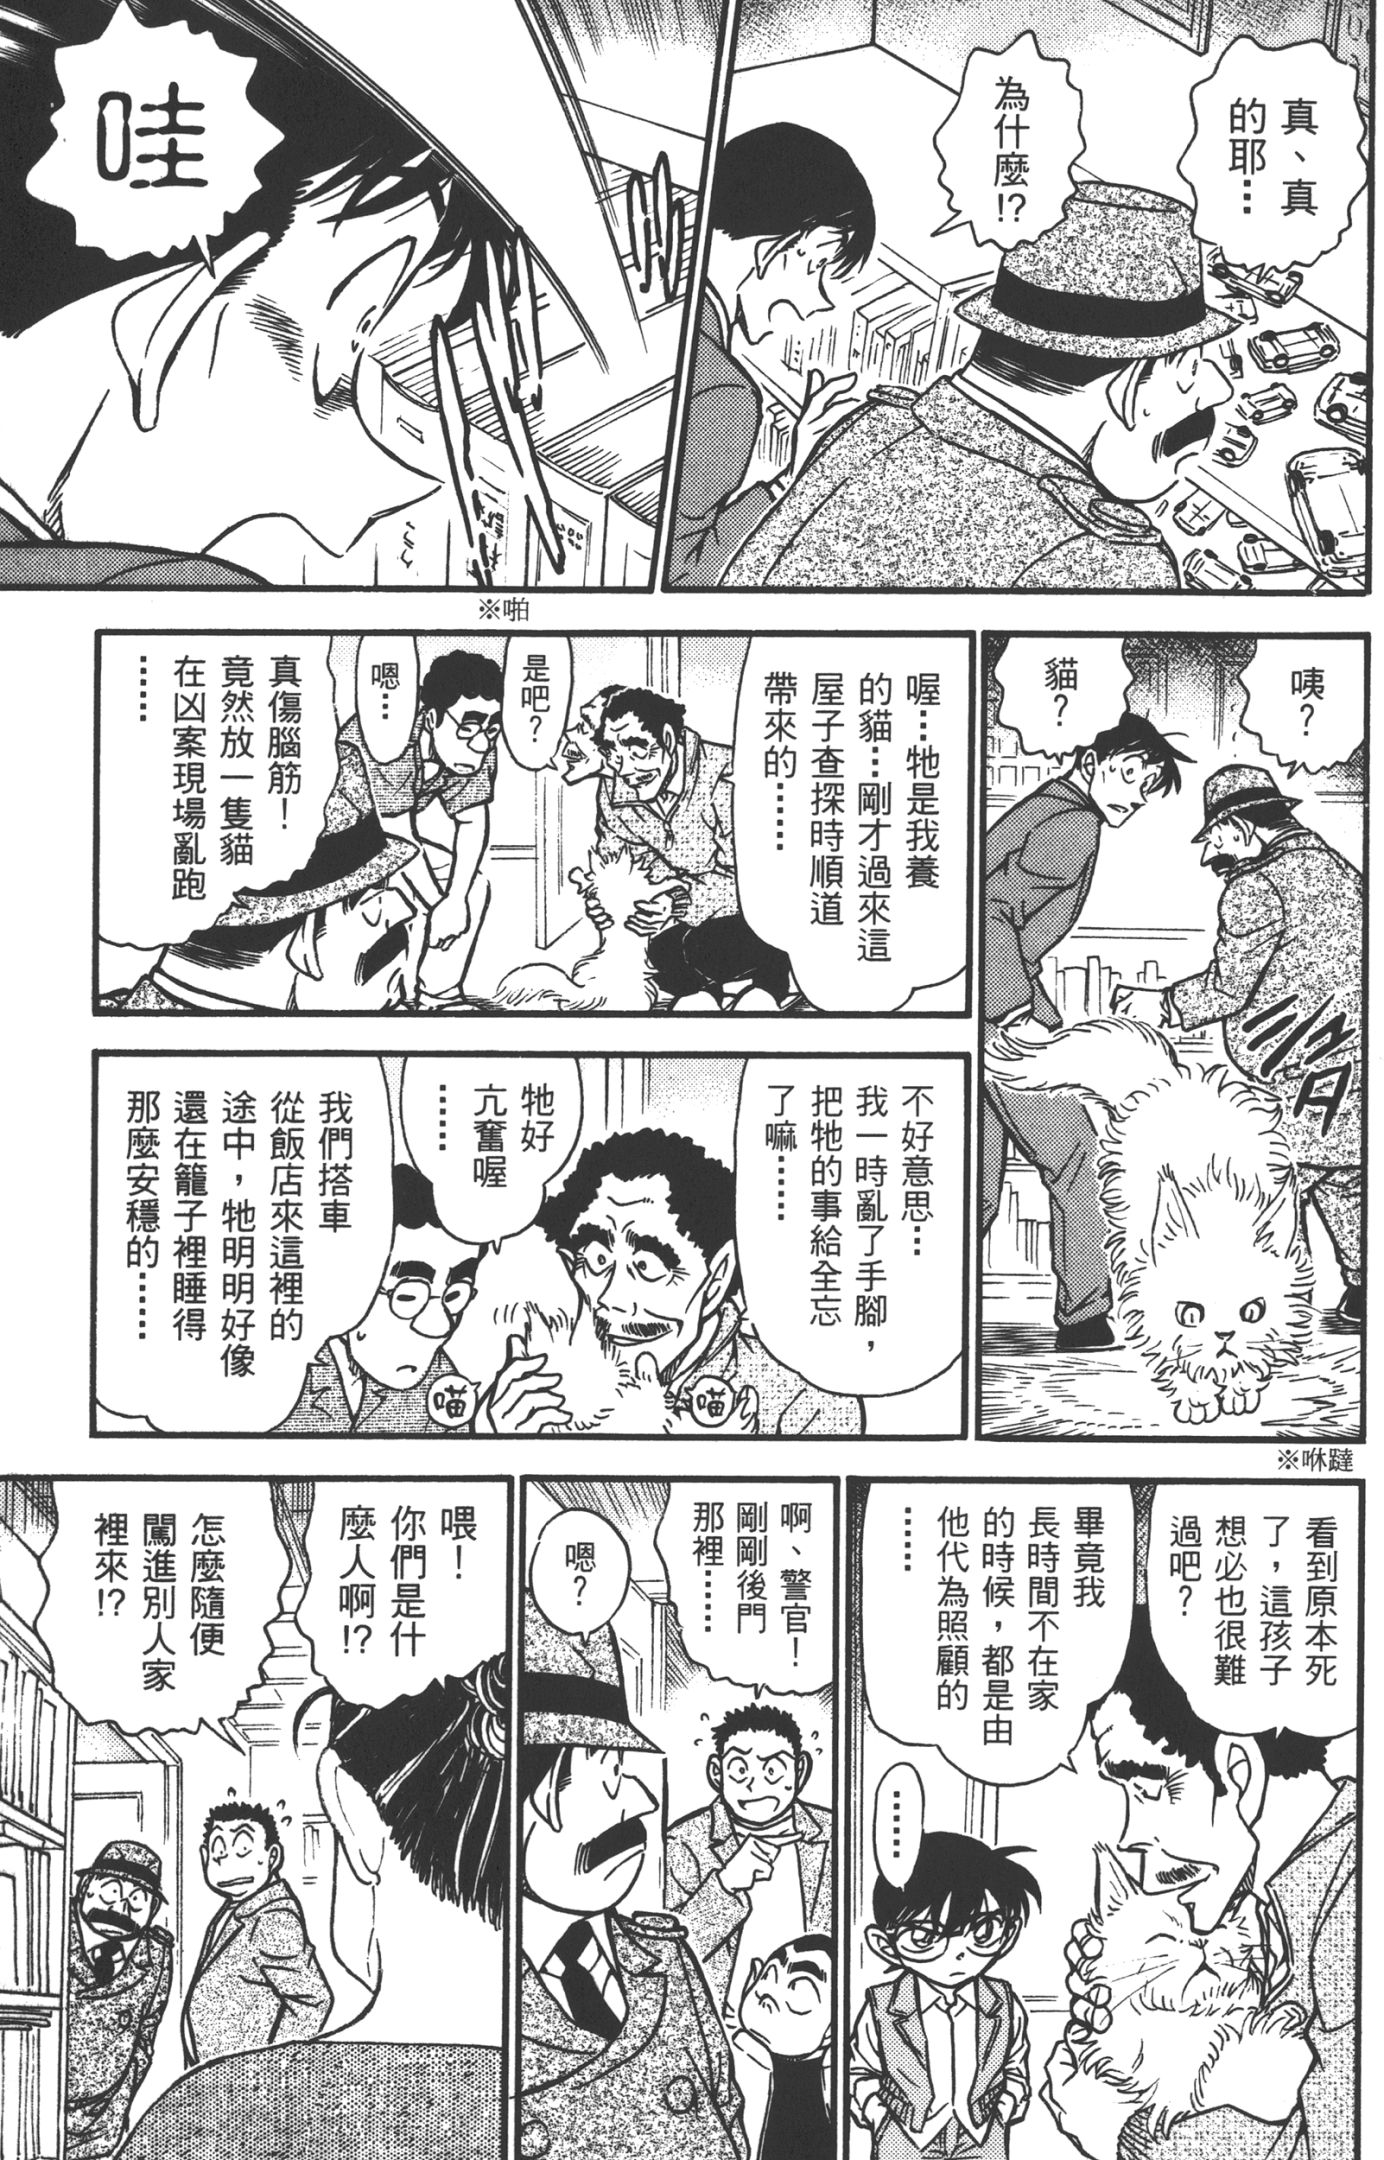 真、真
的耶…
為什麼!?
哇
※啪
咦?
貓?
※咻躂
喔…牠是我養
的貓…剛才過來這
屋子查探時順道
帶來的……
是吧?
嗯…
真傷腦筋!
竟然放一隻貓
在凶案現場亂跑
……
不好意思…
我一時亂了手腳，
把牠的事給全忘
了嘛……
牠好
亢奮喔
……
喵
喵
我們搭車
從飯店來這裡的
途中，牠明明好像
還在籠子裡睡得
那麼安穩的……
看到原本死
了，這孩子
想必也很難
過吧?
畢竟我
長時間不在家
的時候，都是由
他代為照顧的
……
……
啊、警官!
剛剛後門
那裡……
嗯?
喂!
你們是什
麼人啊!?
怎麼隨便
闖進別人家
裡來!?